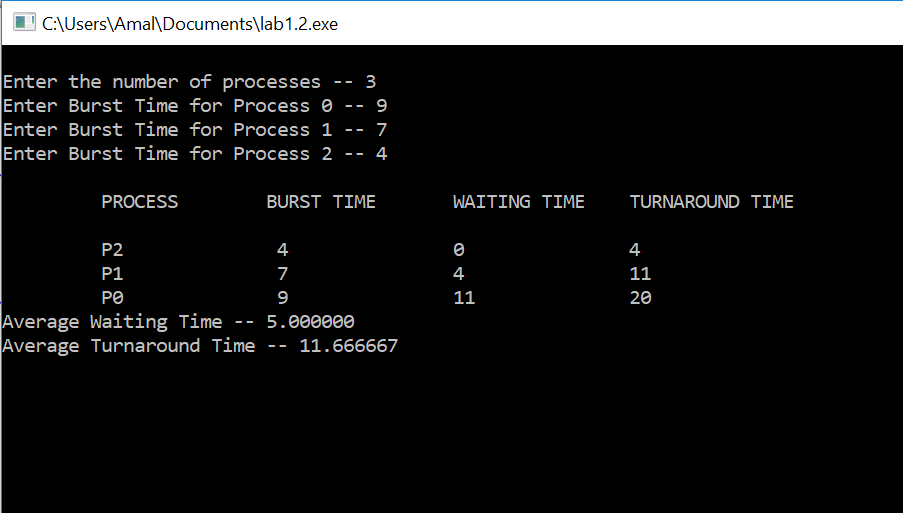 C:\Users\Amal\Documents\lab1.2.exe
Enter the number of processes -- 3
Enter Burst Time for Process 0 -- 9
Enter Burst Time for Process 1 -- 7
Enter Burst Time for Process 2 -- 4
PROCESS BURST TIME WAITING TIME TURNAROUND TIME
P2 4 0 4
P1 7 4 11
P0 9 11 20
Average Waiting Time -- 5.000000
Average Turnaround Time -- 11.666667